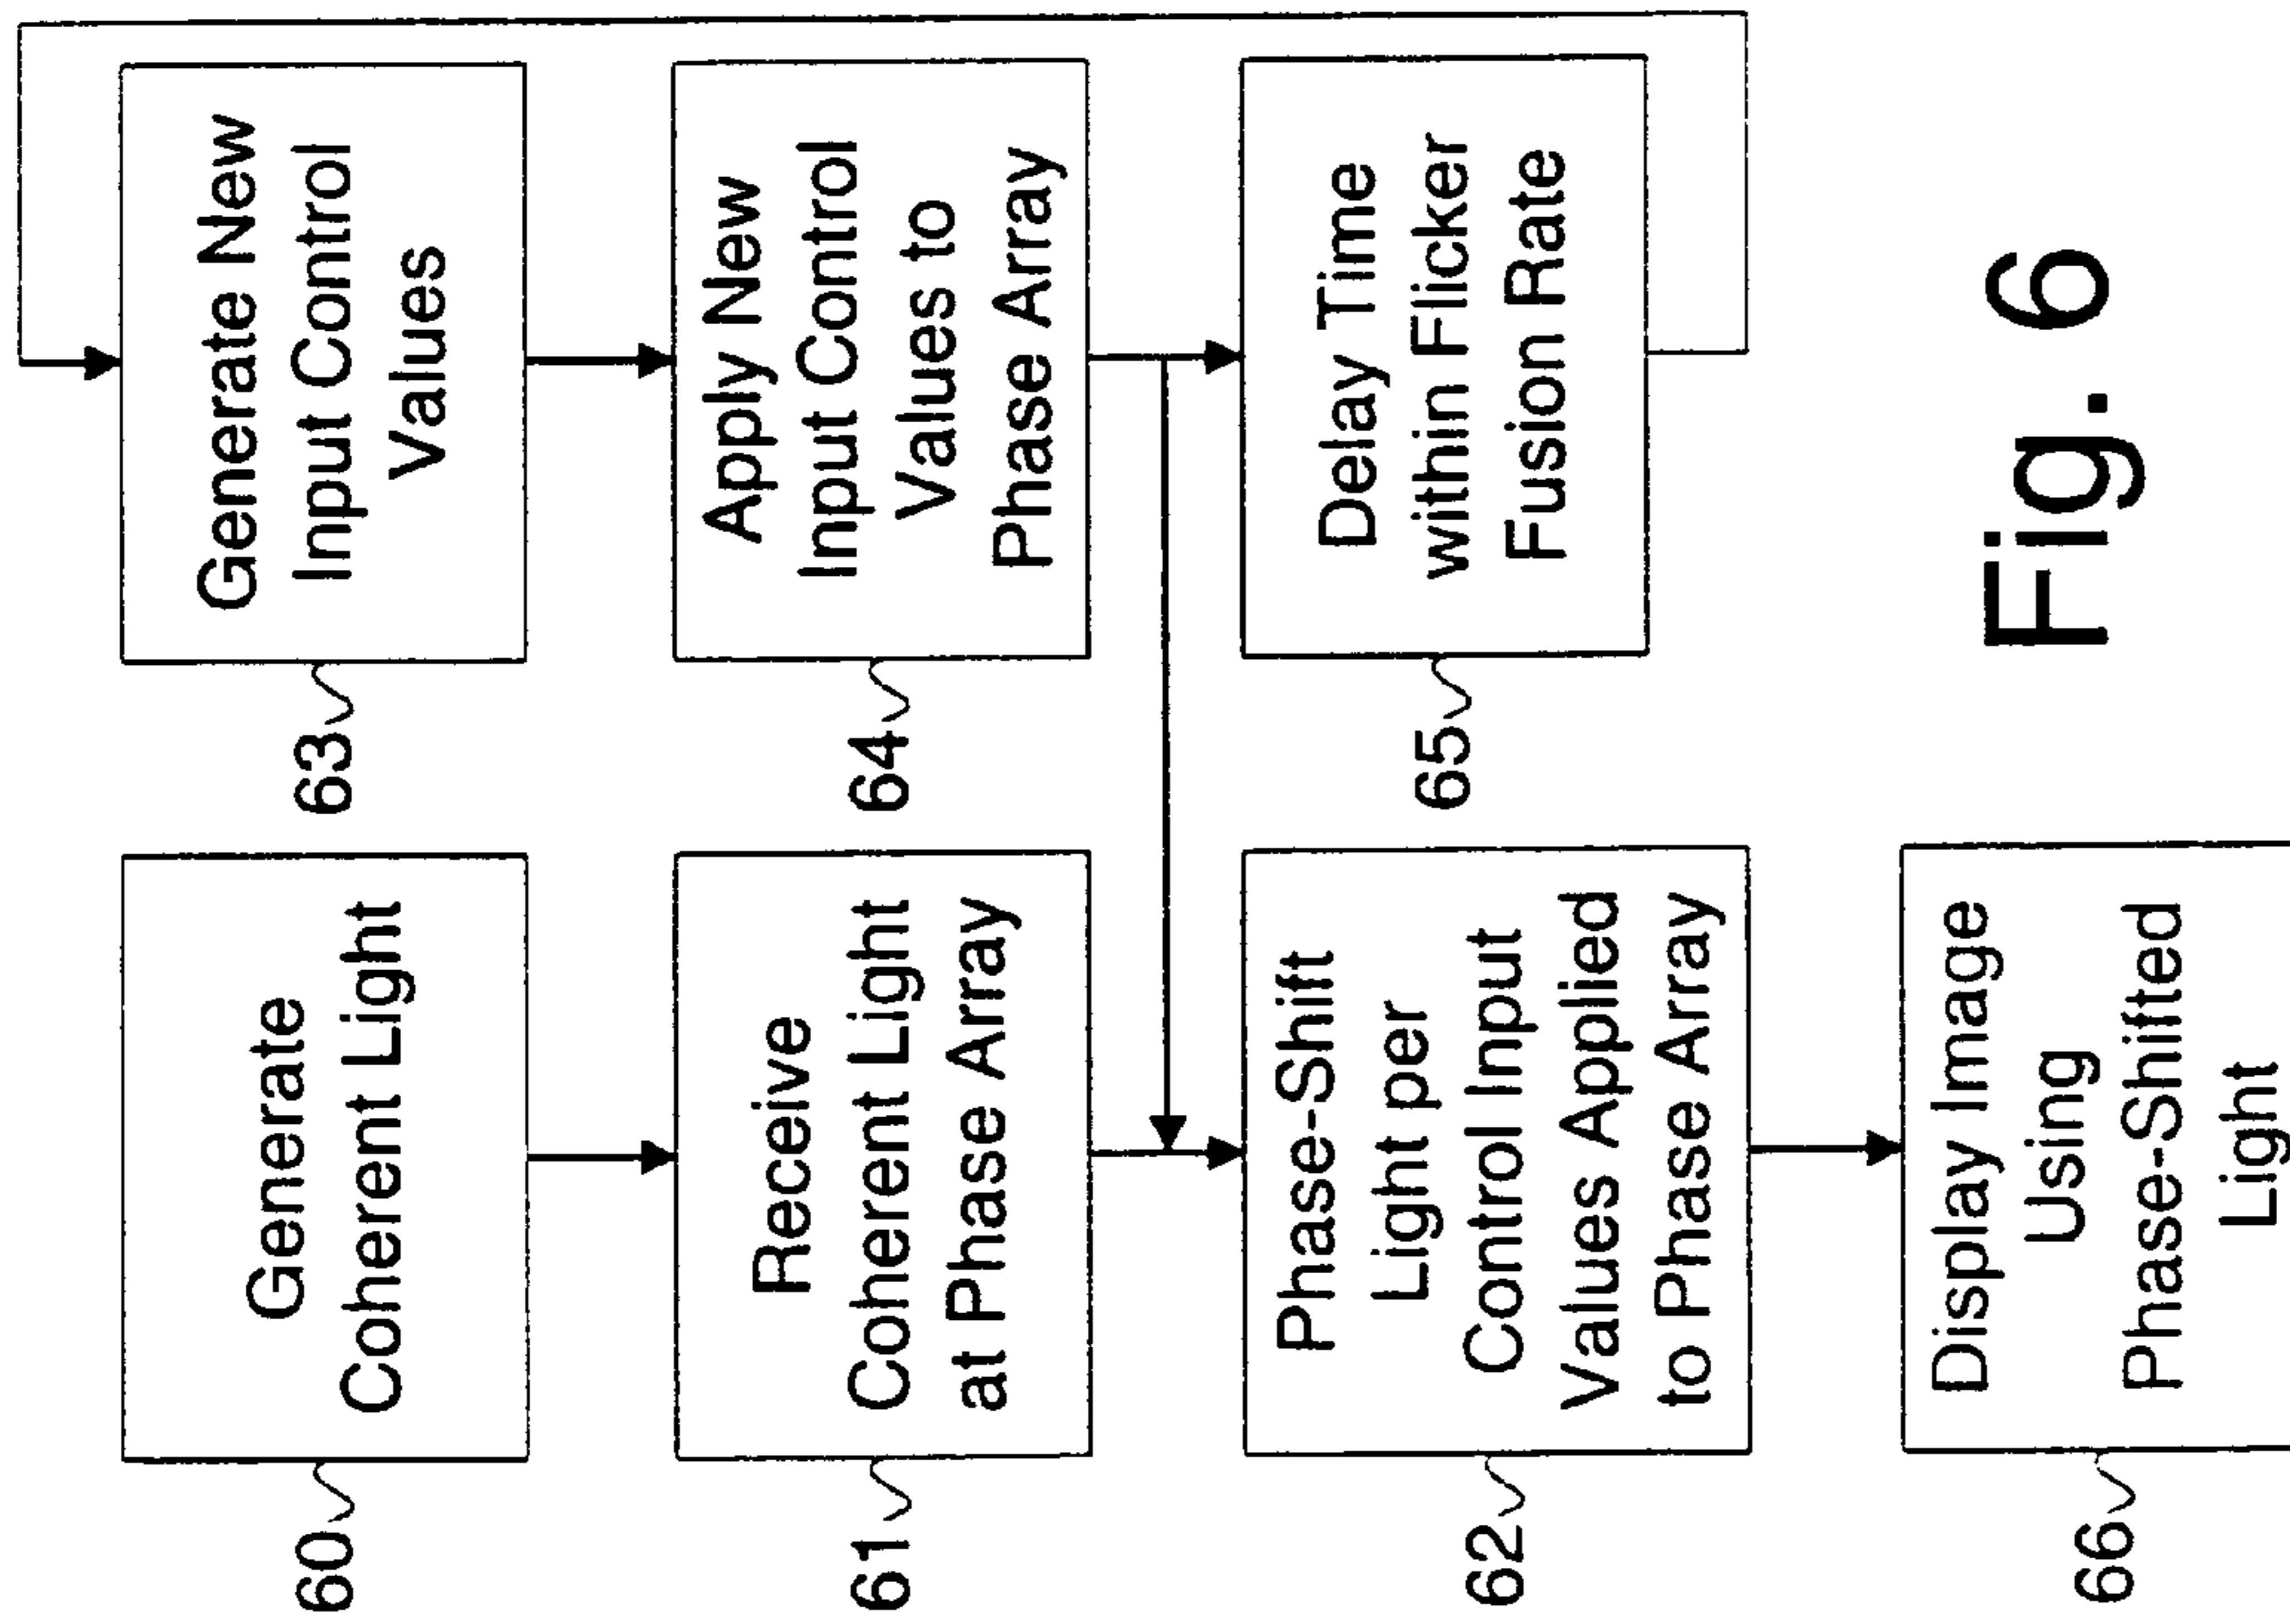 60
Generate
Coherent Light
61
Receive
Coherent Light
at Phase Array
62
Phase-Shift
Light per
Control Input
Values Applied
to Phase Array
66
Display Image
Using
Phase-Shifted
Light
63
Generate New
Input Control
Values
64
Apply New
Input Control
Values to
Phase Array
65
Delay Time
within Flicker
Fusion Rate
Fig. 6